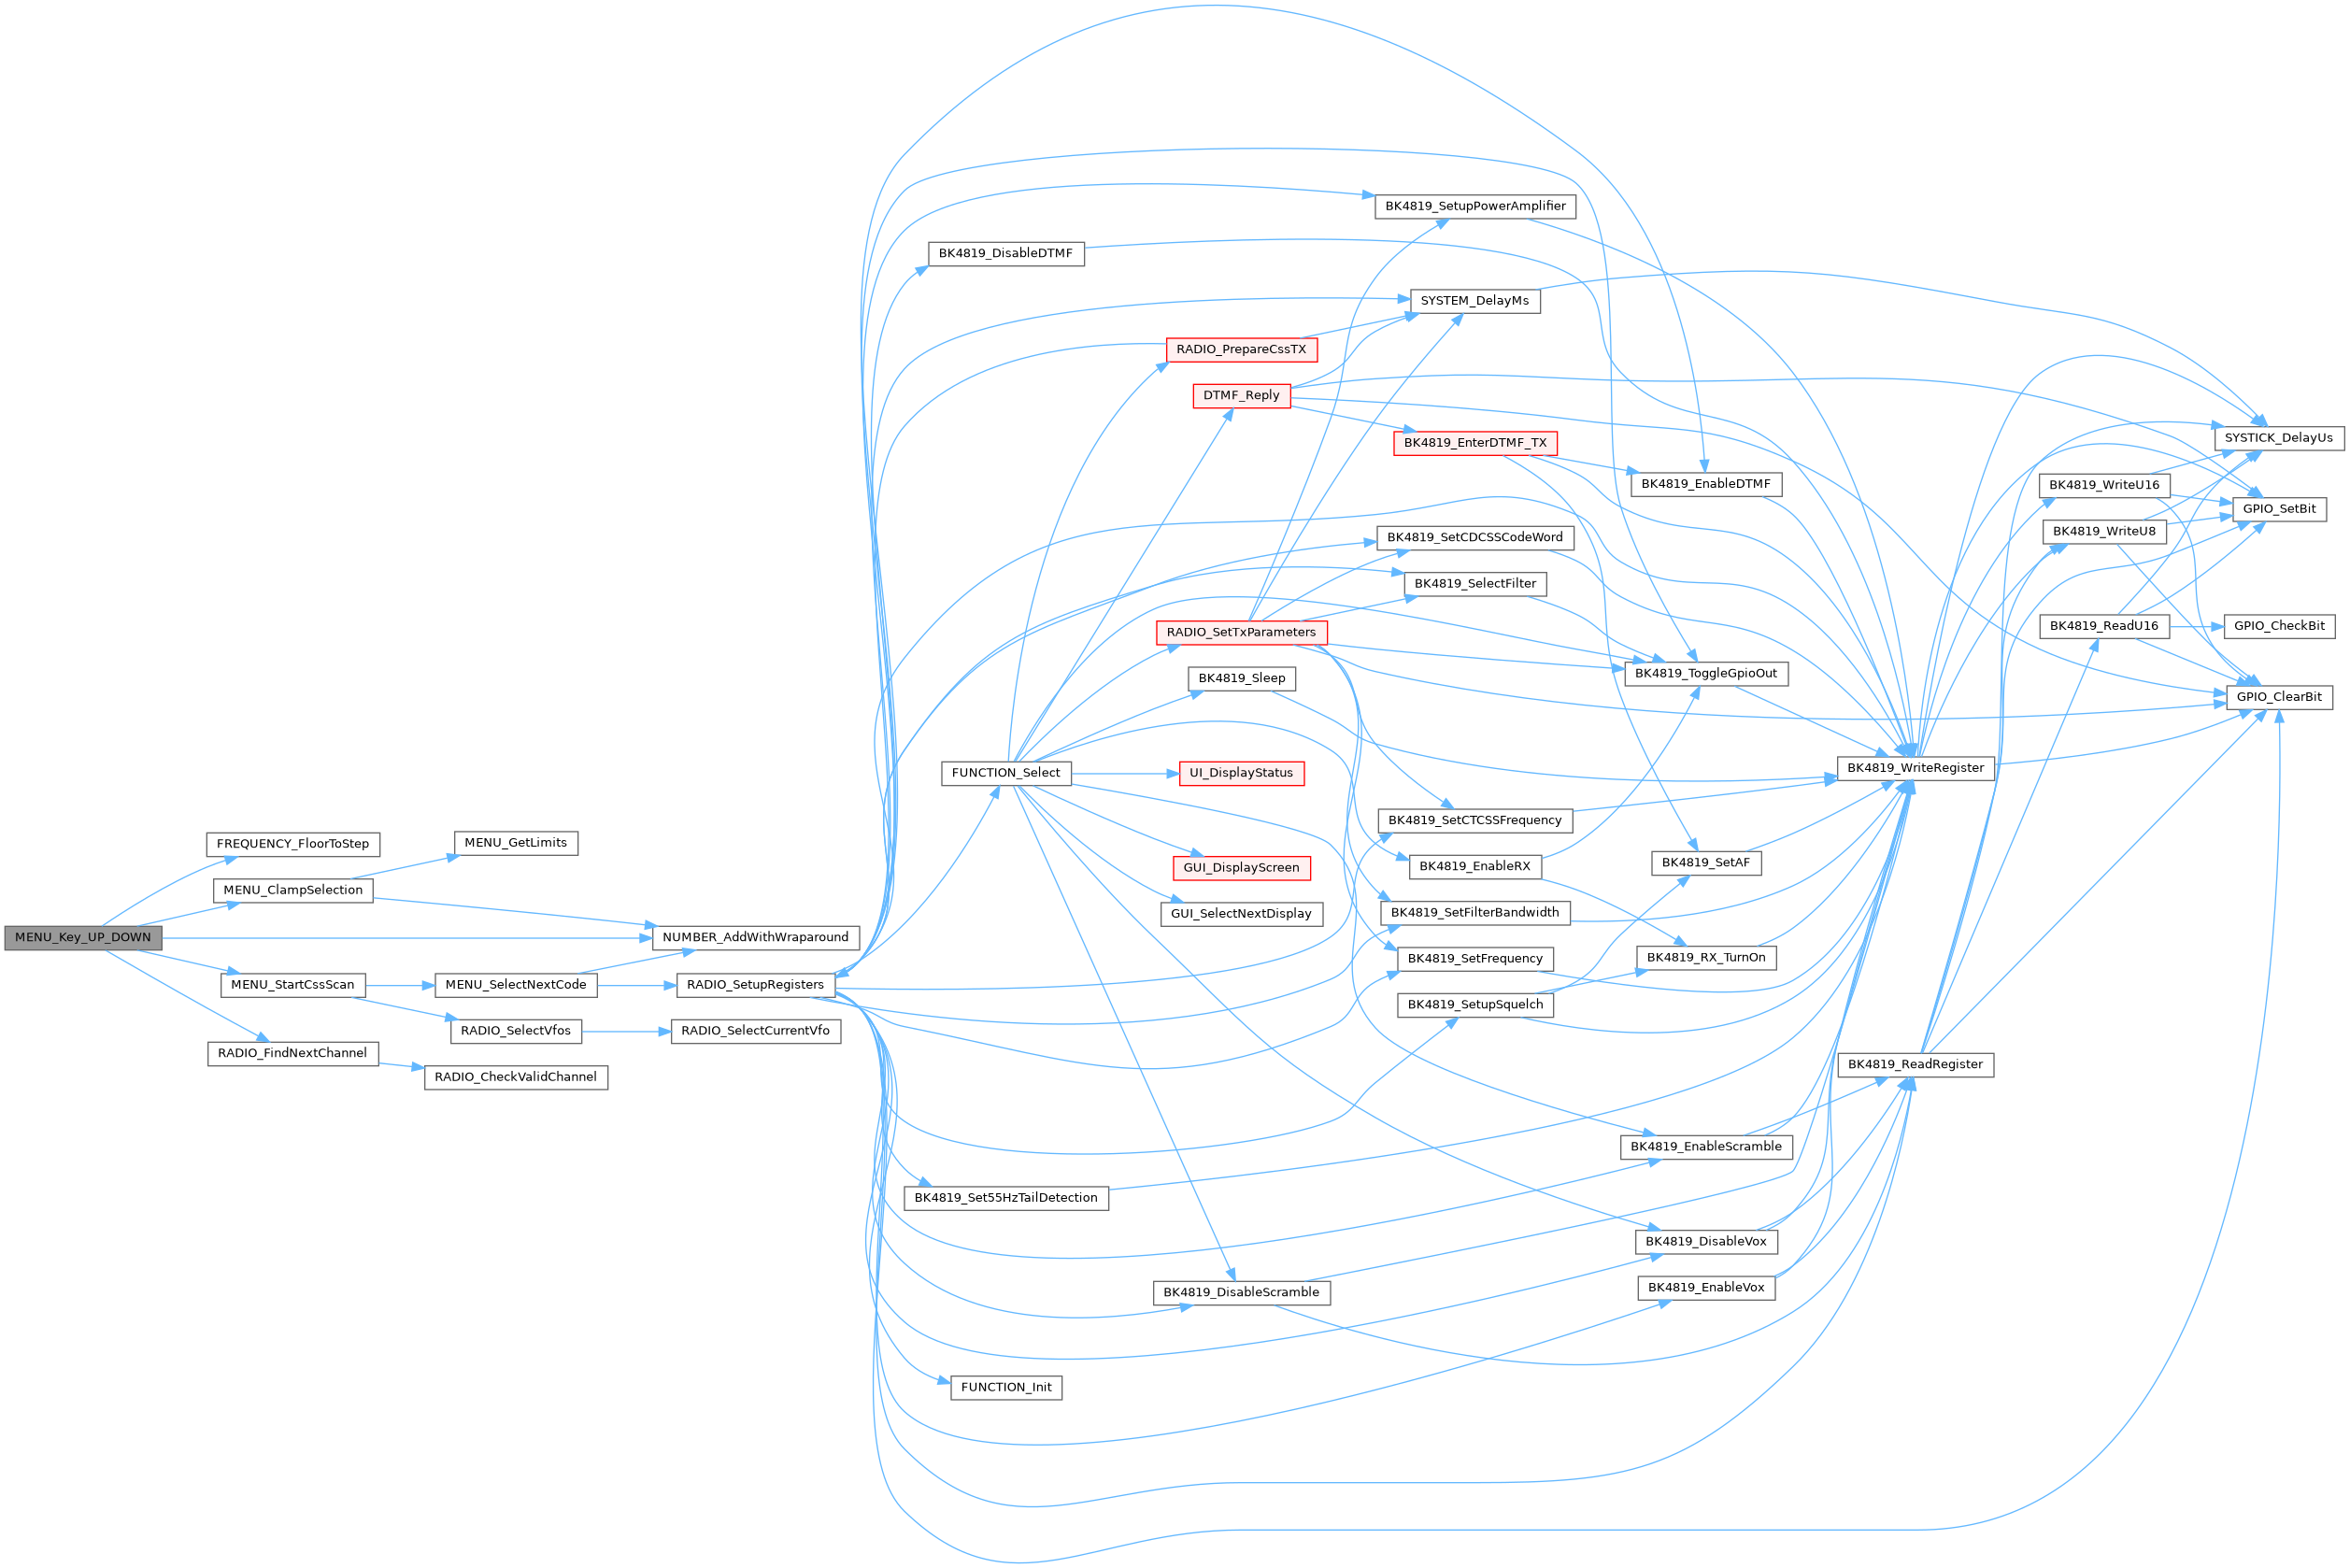 MENU_Key_UP_DOWN
FREQUENCY_FloorToStep
MENU_ClampSelection
MENU_GetLimits
NUMBER_AddWithWraparound
MENU_StartCssScan
MENU_SelectNextCode
RADIO_SetupRegisters
RADIO_SelectVfos
RADIO_SelectCurrentVfo
RADIO_FindNextChannel
RADIO_CheckValidChannel
BK4819_DisableDTMF
FUNCTION_Select
BK4819_Set55HzTailDetection
FUNCTION_Init
RADIO_PrepareCssTX
DTMF_Reply
RADIO_SetTxParameters
BK4819_Sleep
UI_DisplayStatus
GUI_DisplayScreen
GUI_SelectNextDisplay
BK4819_DisableScramble
BK4819_SetupPowerAmplifier
SYSTEM_DelayMs
BK4819_EnterDTMF_TX
BK4819_SetCDCSSCodeWord
BK4819_SelectFilter
BK4819_SetCTCSSFrequency
BK4819_EnableRX
BK4819_SetFilterBandwidth
BK4819_SetFrequency
BK4819_SetupSquelch
BK4819_EnableDTMF
BK4819_ToggleGpioOut
BK4819_SetAF
BK4819_RX_TurnOn
BK4819_EnableScramble
BK4819_DisableVox
BK4819_EnableVox
BK4819_WriteRegister
BK4819_ReadRegister
BK4819_WriteU16
BK4819_WriteU8
BK4819_ReadU16
SYSTICK_DelayUs
GPIO_SetBit
GPIO_CheckBit
GPIO_ClearBit